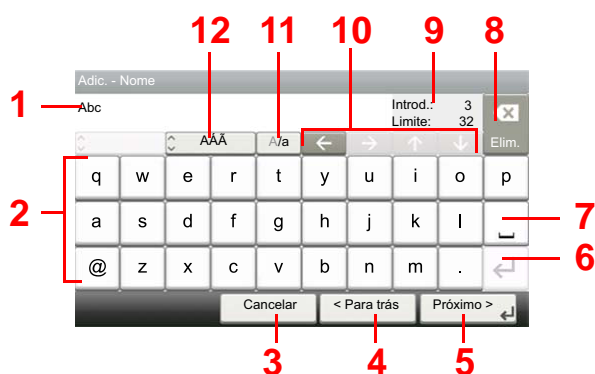 12 11 10 9 8
Adic. - Nome
1
Abc
Introd.: 3
Limite: 32
AÁÃ
A/a
← → ↑ ↓
Elim.
2
q w e r t y u i o p
a s d f g h j k l
7
@ z x c v b n m .
6
Cancelar
< Para trás
Próximo >
3 4 5